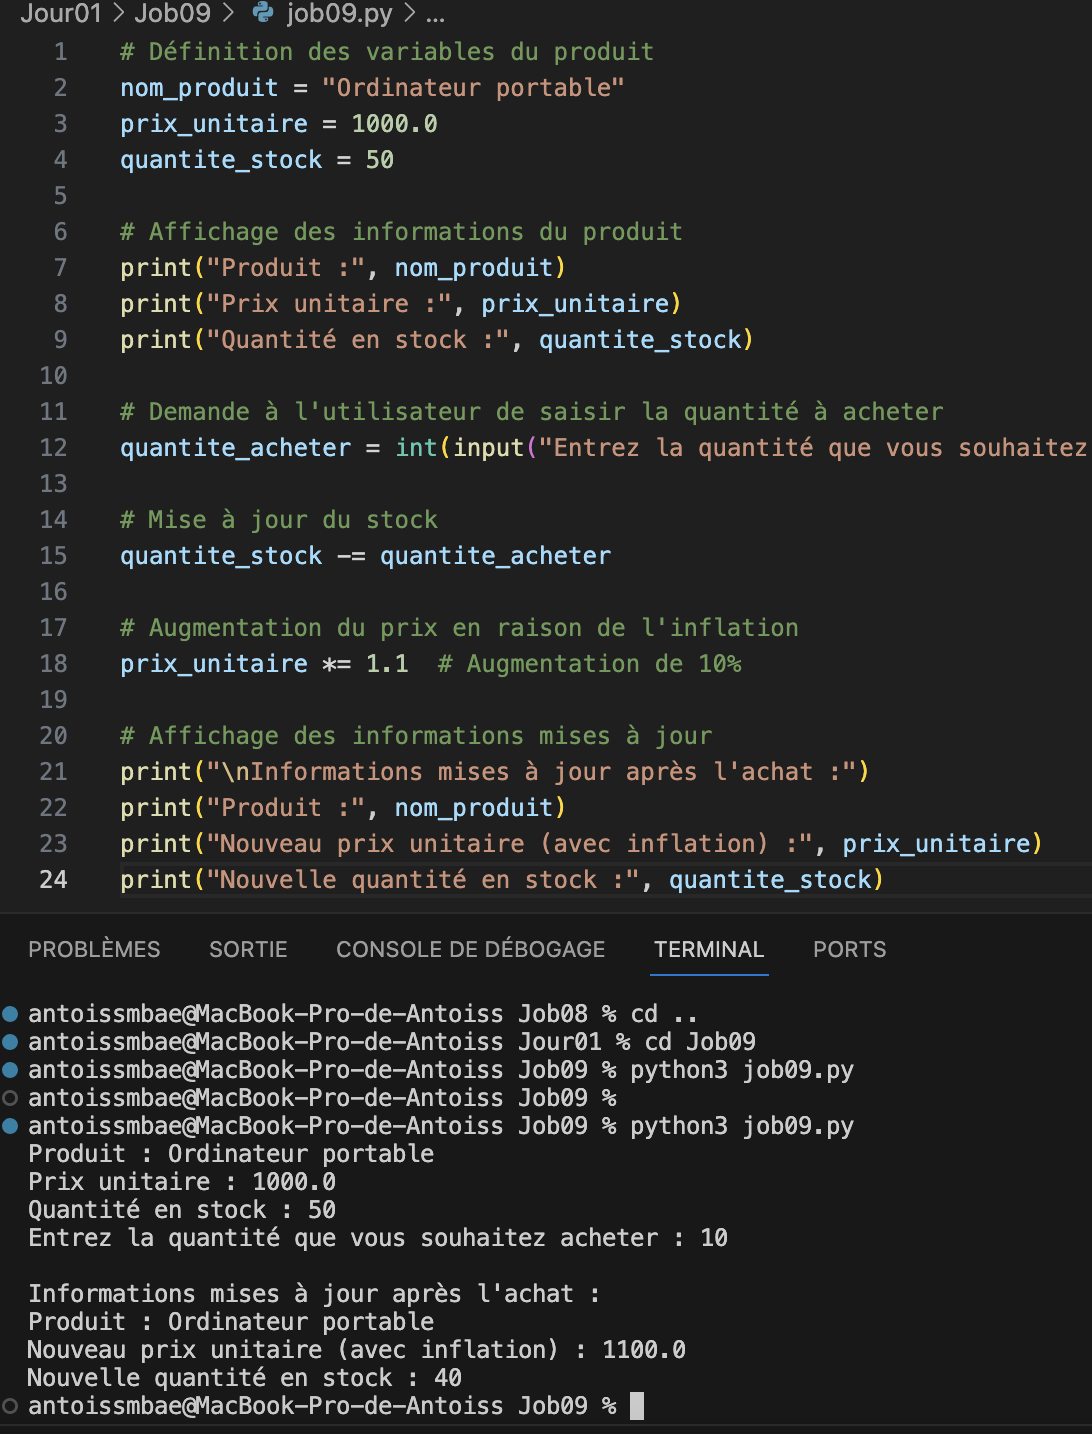 Jour01 > Job09 > job09.py > ...
1 # Définition des variables du produit
2 nom_produit = "Ordinateur portable"
3 prix_unitaire = 1000.0
4 quantite_stock = 50
5
6 # Affichage des informations du produit
7 print("Produit :", nom_produit)
8 print("Prix unitaire :", prix_unitaire)
9 print("Quantité en stock :", quantite_stock)
10
11 # Demande à l'utilisateur de saisir la quantité à acheter
12 quantite_acheter = int(input("Entrez la quantité que vous souhaitez
13
14 # Mise à jour du stock
15 quantite_stock -= quantite_acheter
16
17 # Augmentation du prix en raison de l'inflation
18 prix_unitaire *= 1.1  # Augmentation de 10%
19
20 # Affichage des informations mises à jour
21 print("\nInformations mises à jour après l'achat :")
22 print("Produit :", nom_produit)
23 print("Nouveau prix unitaire (avec inflation) :", prix_unitaire)
24 print("Nouvelle quantité en stock :", quantite_stock)
PROBLÈMES SORTIE CONSOLE DE DÉBOGAGE TERMINAL PORTS
antoissmbae@MacBook-Pro-de-Antoiss Job08 % cd ..
antoissmbae@MacBook-Pro-de-Antoiss Jour01 % cd Job09
antoissmbae@MacBook-Pro-de-Antoiss Job09 % python3 job09.py
antoissmbae@MacBook-Pro-de-Antoiss Job09 %
antoissmbae@MacBook-Pro-de-Antoiss Job09 % python3 job09.py
Produit : Ordinateur portable
Prix unitaire : 1000.0
Quantité en stock : 50
Entrez la quantité que vous souhaitez acheter : 10

Informations mises à jour après l'achat :
Produit : Ordinateur portable
Nouveau prix unitaire (avec inflation) : 1100.0
Nouvelle quantité en stock : 40
antoissmbae@MacBook-Pro-de-Antoiss Job09 %